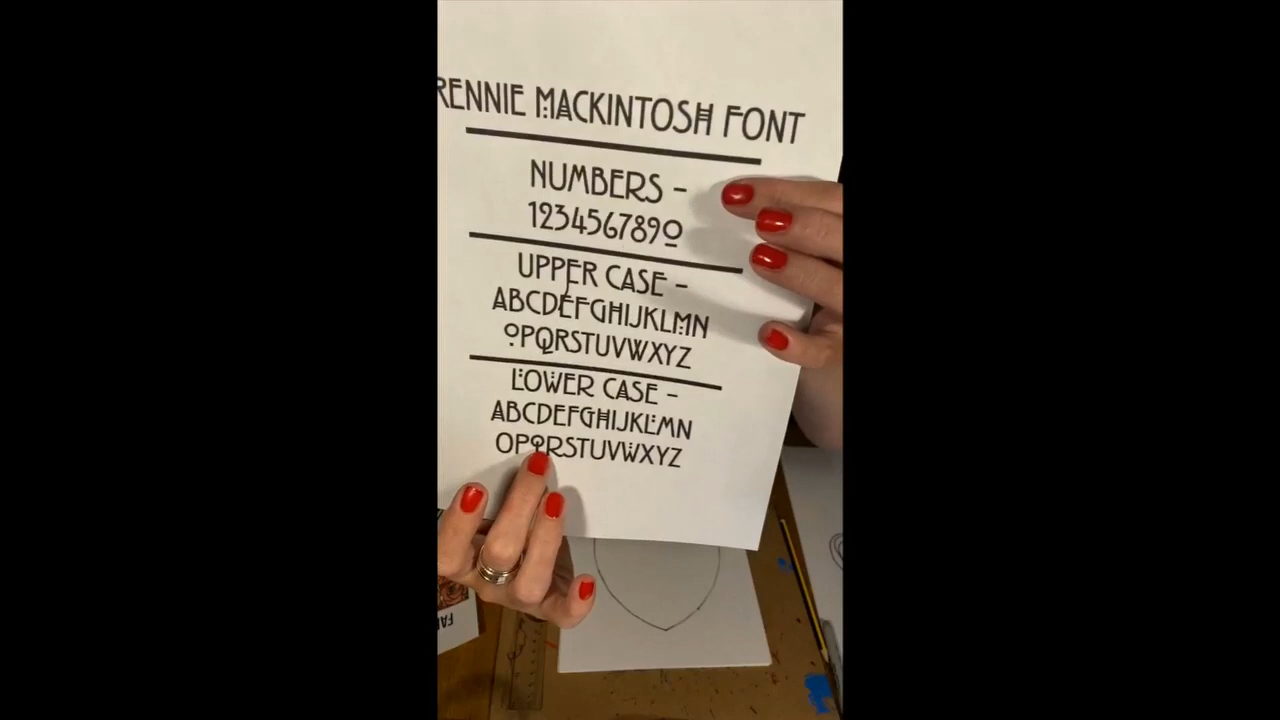 RENNIE MACKINTOSH FONT
NUMBERS -
1234567890
UPPER CASE -
ABCDEFGHIJKLMN
OPQRSTUVWXYZ
LOWER CASE -
ABCDEFGHIJKLMN
OPQRSTUVWXYZ